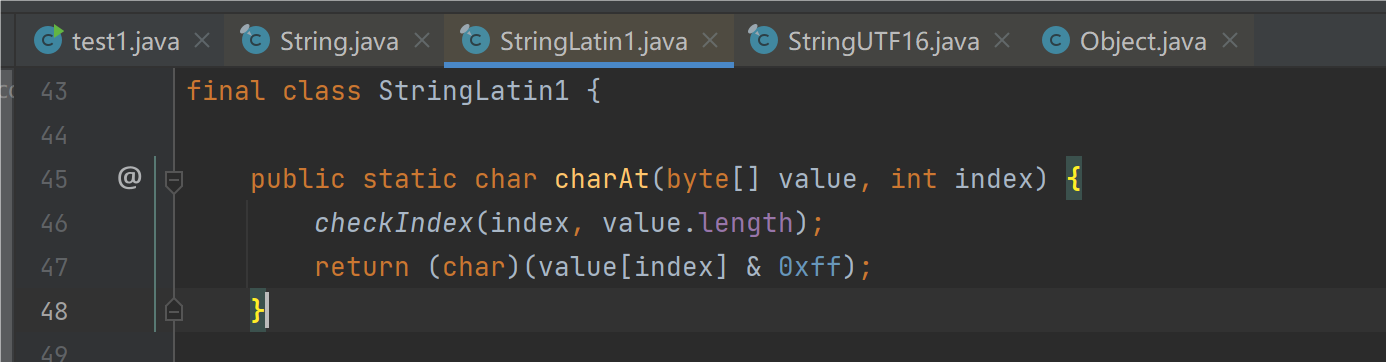 test1.java String.java StringLatin1.java StringUTF16.java Object.java
43 final class StringLatin1 {
44
45 @ public static char charAt(byte[] value, int index) {
46 checkIndex(index, value.length);
47 return (char)(value[index] & 0xff);
48 }
49